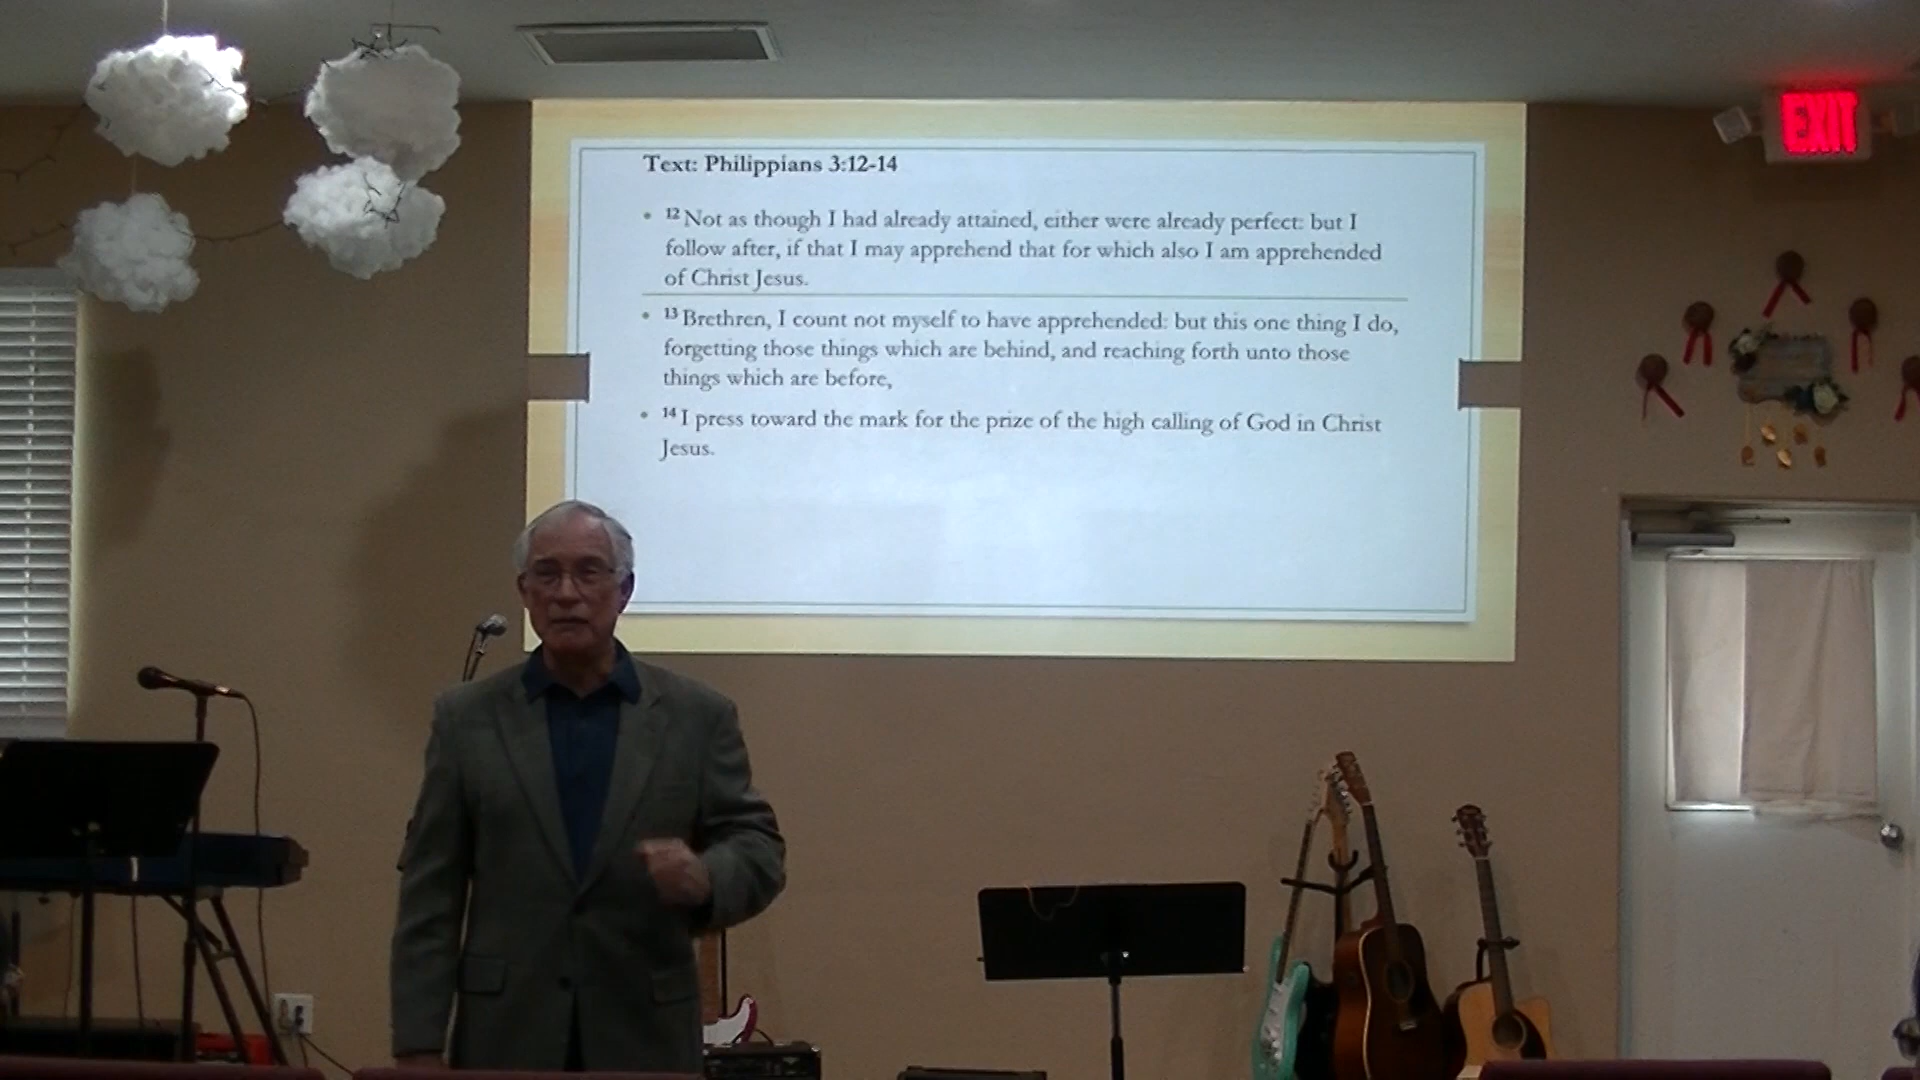 Text: Philippians 3:12-14
• 12 Not as though I had already attained, either were already perfect: but I
follow after, if that I may apprehend that for which also I am apprehended
of Christ Jesus.
• 13 Brethren, I count not myself to have apprehended: but this one thing I do,
forgetting those things which are behind, and reaching forth unto those
things which are before,
• 14 I press toward the mark for the prize of the high calling of God in Christ
Jesus.
EXIT